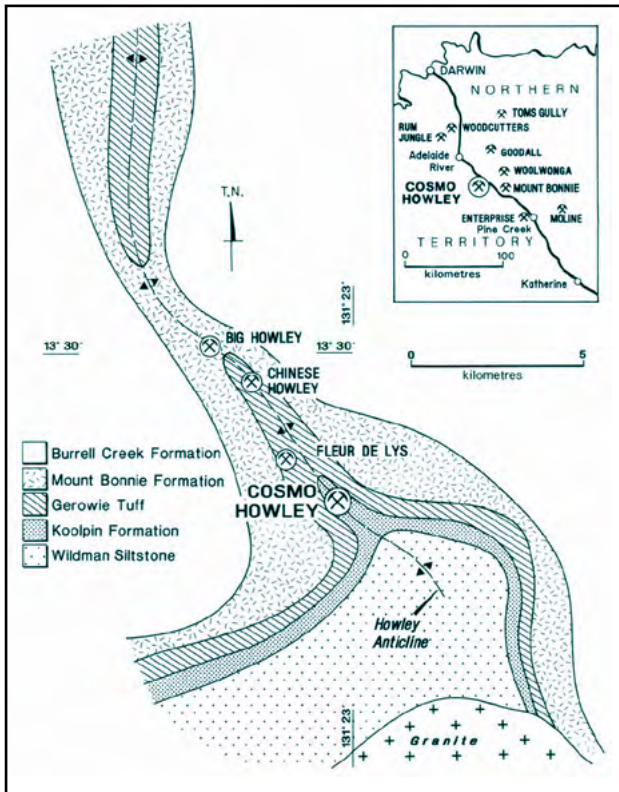 DARWIN
NORTHERN
TOMS GULLY
RUM
JUNGLE
WOODCUTTERS
GOODALL
Adelaide
River
WOOLWONGA
COSMO
HOWLEY
MOUNT BONNIE
ENTERPRISE
Pine Creek
MOLINE
TERRITORY
0 100
kilometres
Katherine
T.N.
131° 23'
13° 30'
BIG HOWLEY
13° 30'
0 5
kilometres
CHINESE
HOWLEY
FLEUR DE LYS
COSMO
HOWLEY
Burrell Creek Formation
Mount Bonnie Formation
Gerowie Tuff
Koolpin Formation
Wildman Siltstone
Howley
Anticline
131° 23'
Granite